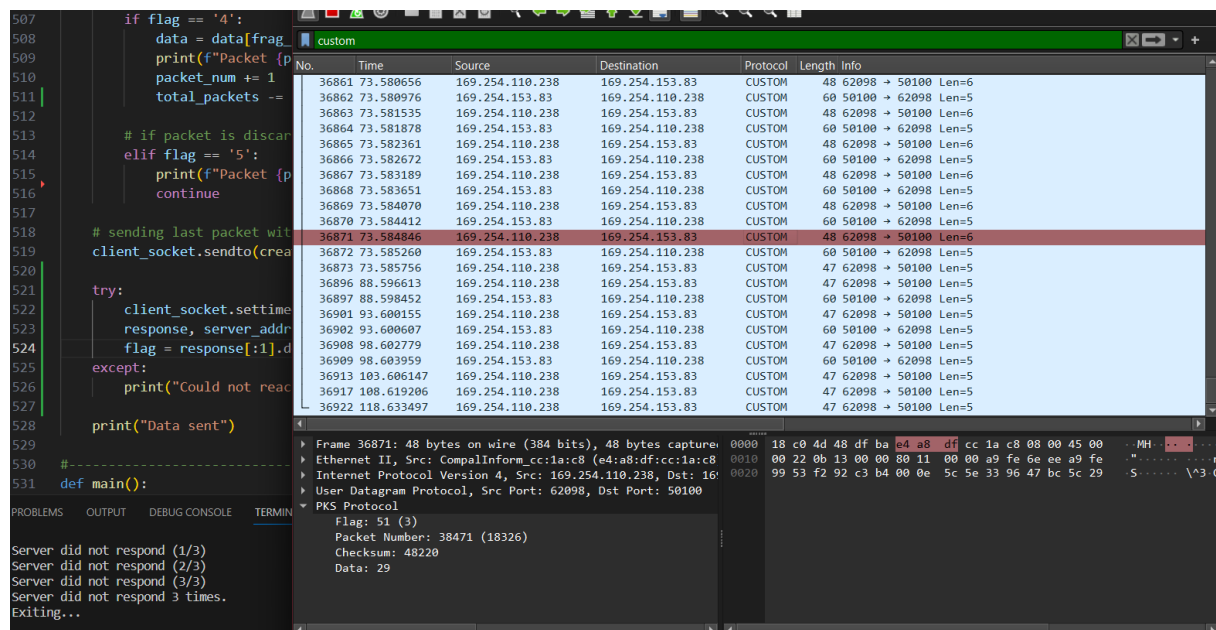 507 if flag == '4':
508 data = data[frag_
509 print(f"Packet {p
510 packet_num += 1
511 total_packets -=
512
513 # if packet is discar
514 elif flag == '5':
515 print(f"Packet {p
516 continue
517
518 # sending last packet wit
519 client_socket.sendto(crea
520
521 try:
522 client_socket.settime
523 response, server_addr
524 flag = response[:1].d
525 except:
526 print("Could not reac
527
528 print("Data sent")
529
530 #-
531 def main():
PROBLEMS OUTPUT DEBUG CONSOLE TERMIN
Server did not respond (1/3)
Server did not respond (2/3)
Server did not respond (3/3)
Server did not respond 3 times.
Exiting...
custom
No. Time Source Destination Protocol Length Info
36861 73.580656 169.254.110.238 169.254.153.83 CUSTOM 48 62098 → 50100 Len=6
36862 73.580976 169.254.153.83 169.254.110.238 CUSTOM 60 50100 → 62098 Len=5
36863 73.581535 169.254.110.238 169.254.153.83 CUSTOM 48 62098 → 50100 Len=6
36864 73.581878 169.254.153.83 169.254.110.238 CUSTOM 60 50100 → 62098 Len=5
36865 73.582361 169.254.110.238 169.254.153.83 CUSTOM 48 62098 → 50100 Len=6
36866 73.582672 169.254.153.83 169.254.110.238 CUSTOM 60 50100 → 62098 Len=5
36867 73.583189 169.254.110.238 169.254.153.83 CUSTOM 48 62098 → 50100 Len=6
36868 73.583651 169.254.153.83 169.254.110.238 CUSTOM 60 50100 → 62098 Len=5
36869 73.584070 169.254.110.238 169.254.153.83 CUSTOM 48 62098 → 50100 Len=6
36870 73.584412 169.254.153.83 169.254.110.238 CUSTOM 60 50100 → 62098 Len=5
36871 73.584846 169.254.110.238 169.254.153.83 CUSTOM 48 62098 → 50100 Len=6
36872 73.585260 169.254.153.83 169.254.110.238 CUSTOM 60 50100 → 62098 Len=5
36873 73.585756 169.254.110.238 169.254.153.83 CUSTOM 47 62098 → 50100 Len=5
36896 88.596613 169.254.110.238 169.254.153.83 CUSTOM 47 62098 → 50100 Len=5
36897 88.598452 169.254.153.83 169.254.110.238 CUSTOM 60 50100 → 62098 Len=5
36901 93.600155 169.254.110.238 169.254.153.83 CUSTOM 47 62098 → 50100 Len=5
36902 93.600607 169.254.153.83 169.254.110.238 CUSTOM 60 50100 → 62098 Len=5
36908 98.602779 169.254.110.238 169.254.153.83 CUSTOM 47 62098 → 50100 Len=5
36909 98.603959 169.254.153.83 169.254.110.238 CUSTOM 60 50100 → 62098 Len=5
36913 103.606147 169.254.110.238 169.254.153.83 CUSTOM 47 62098 → 50100 Len=5
36917 108.619206 169.254.110.238 169.254.153.83 CUSTOM 47 62098 → 50100 Len=5
36922 118.633497 169.254.110.238 169.254.153.83 CUSTOM 47 62098 → 50100 Len=5
Frame 36871: 48 bytes on wire (384 bits), 48 bytes capture
Ethernet II, Src: CompalInform_cc:1a:c8 (e4:a8:df:cc:1a:c8
Internet Protocol Version 4, Src: 169.254.110.238, Dst: 16
User Datagram Protocol, Src Port: 62098, Dst Port: 50100
PKS Protocol
Flag: 51 (3)
Packet Number: 38471 (18326)
Checksum: 48220
Data: 29
0000 18 c0 4d 48 df ba e4 a8 df cc 1a c8 08 00 45 00 ··MH·· ··
0010 00 22 0b 13 00 00 80 11 00 00 a9 fe 6e ee a9 fe ·"······
0020 99 53 f2 92 c3 b4 00 0e 5c 5e 33 96 47 bc 5c 29 ·S······ \^3·G